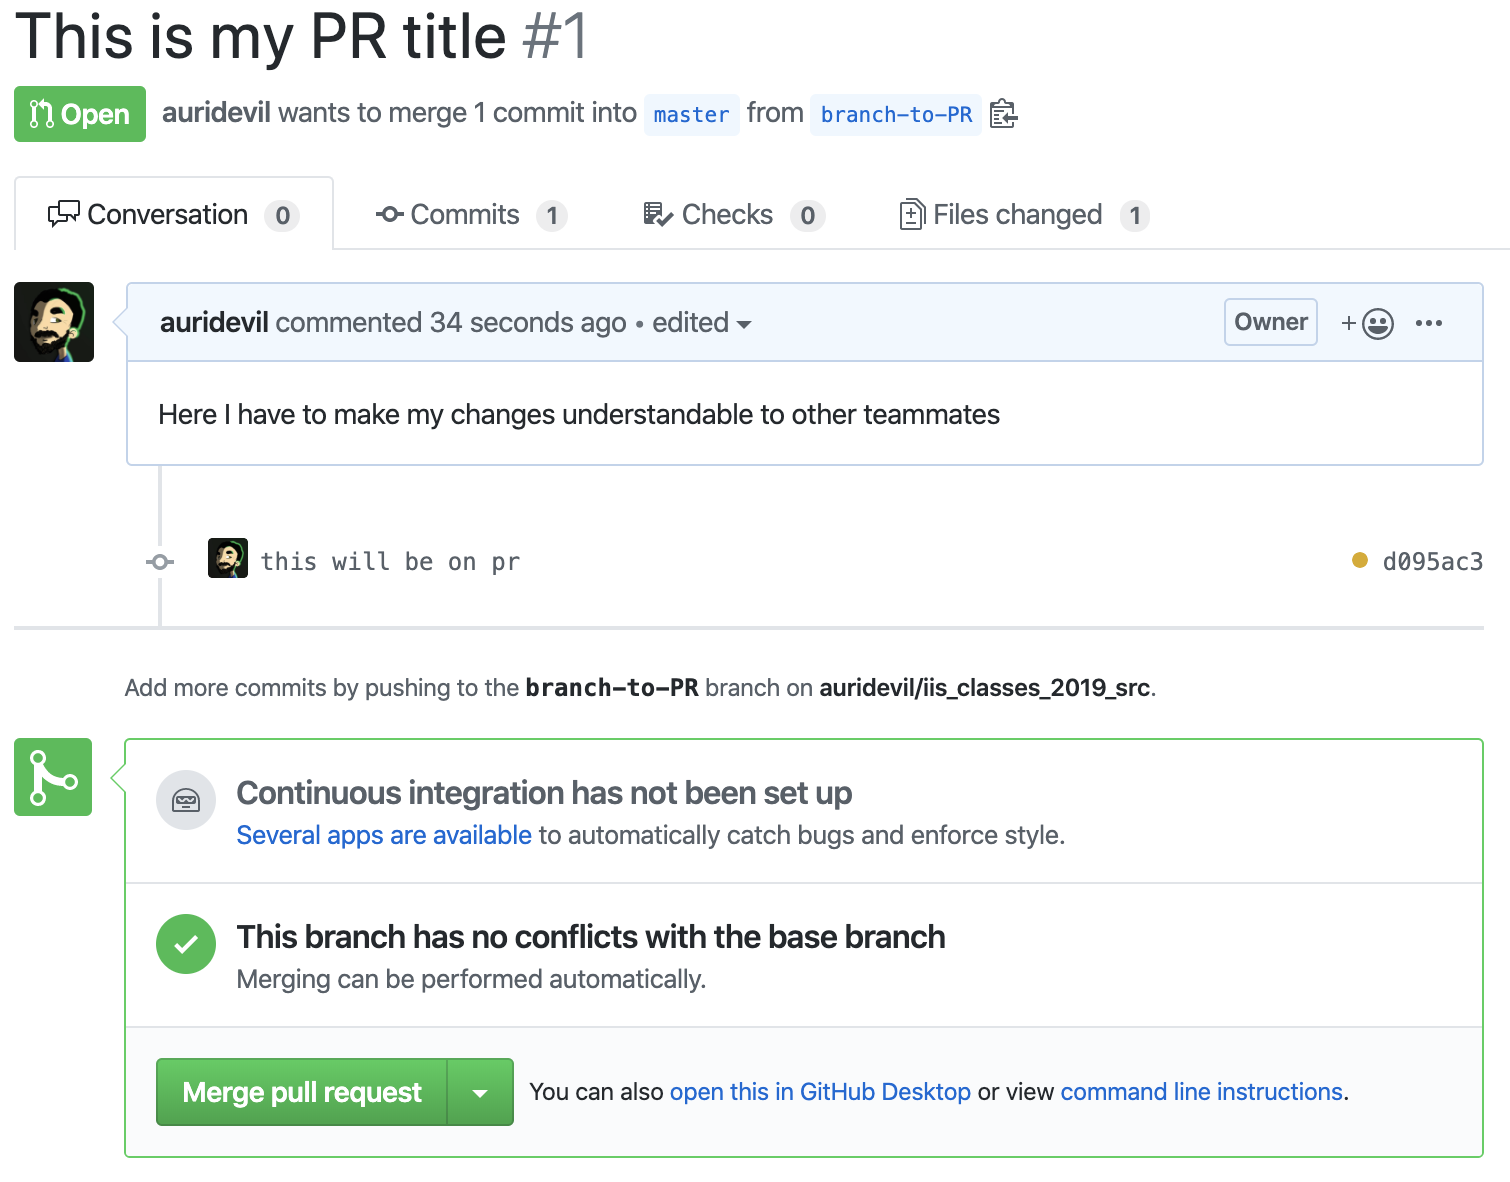 This is my PR title #1
Open auridevil wants to merge 1 commit into master from branch-to-PR
Conversation 0 Commits 1 Checks 0 Files changed 1
auridevil commented 34 seconds ago • edited Owner
Here I have to make my changes understandable to other teammates
this will be on pr d095ac3
Add more commits by pushing to the branch-to-PR branch on auridevil/iis_classes_2019_src.
Continuous integration has not been set up
Several apps are available to automatically catch bugs and enforce style.
This branch has no conflicts with the base branch
Merging can be performed automatically.
Merge pull request You can also open this in GitHub Desktop or view command line instructions.